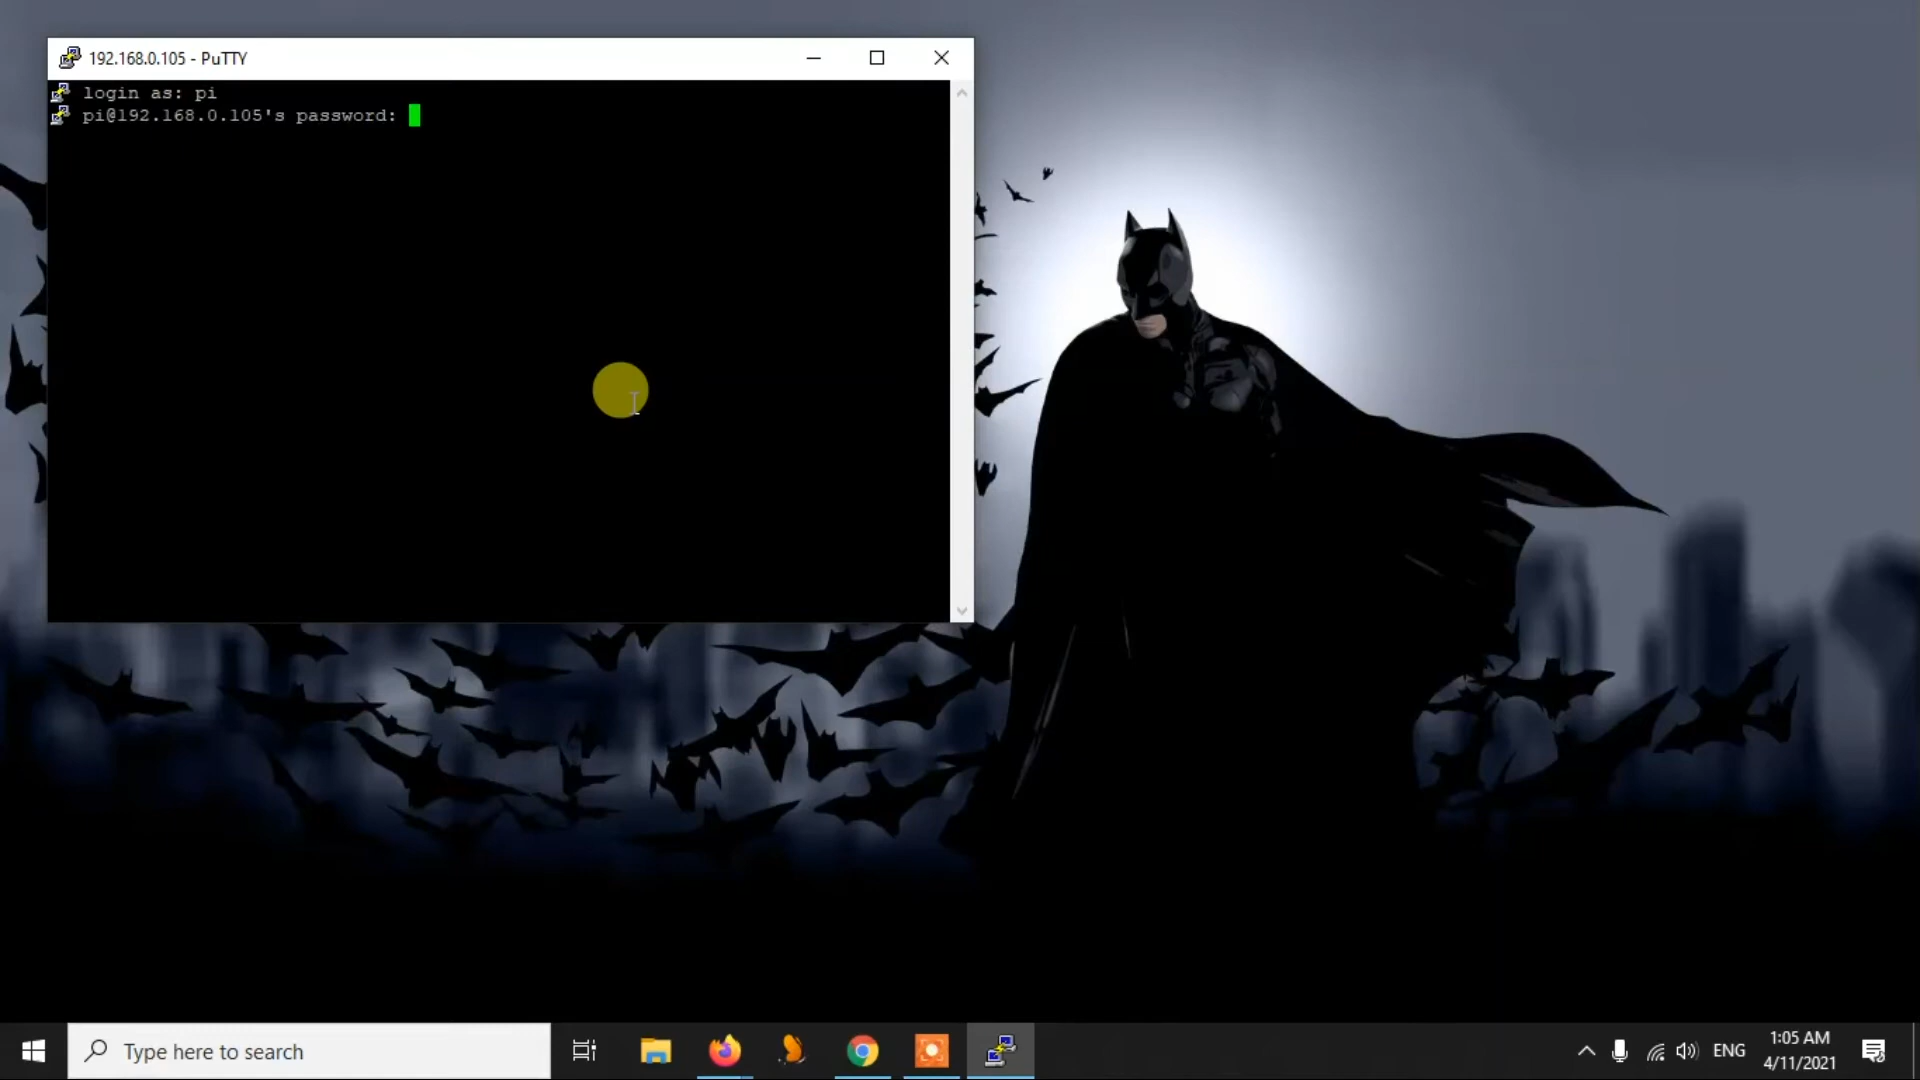 192.168.0.105 - PuTTY
login as: pi
pi@192.168.0.105's password:
Type here to search
ENG
1:05 AM
4/11/2021